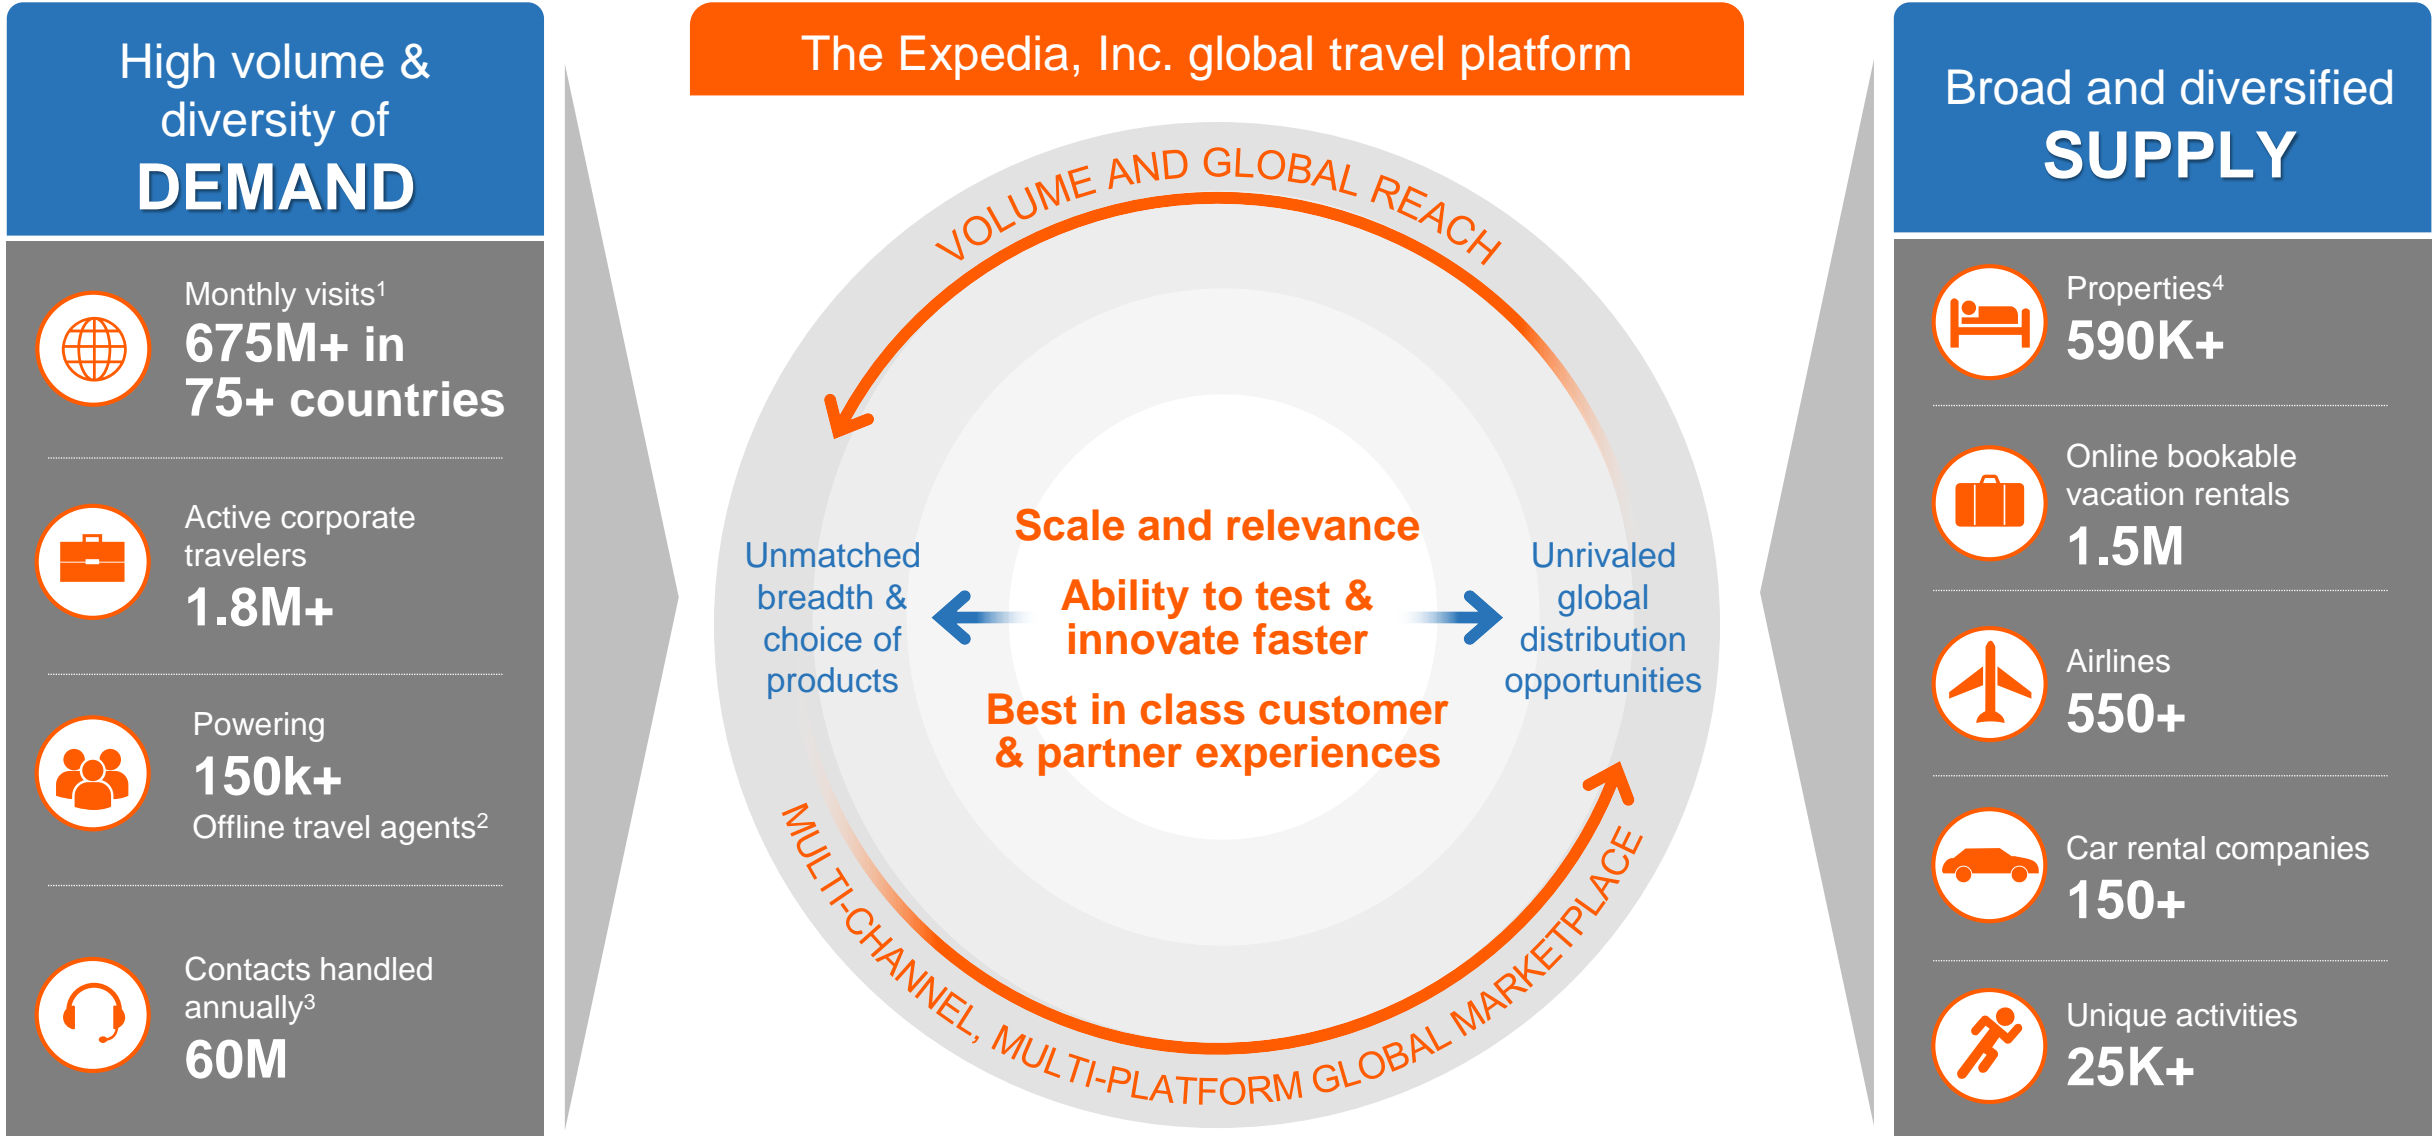 High volume &
diversity of
DEMAND
Monthly visits¹
675M+ in
75+ countries
Active corporate
travelers
1.8M+
Powering
150k+
Offline travel agents²
Contacts handled
annually³
60M
The Expedia, Inc. global travel platform
VOLUME AND GLOBAL REACH
Unmatched
breadth &
choice of
products
Scale and relevance
Ability to test &
innovate faster
Best in class customer
& partner experiences
Unrivaled
global
distribution
opportunities
MULTI-CHANNEL, MULTI-PLATFORM GLOBAL MARKETPLACE
Broad and diversified
SUPPLY
Properties⁴
590K+
Online bookable
vacation rentals
1.5M
Airlines
550+
Car rental companies
150+
Unique activities
25K+